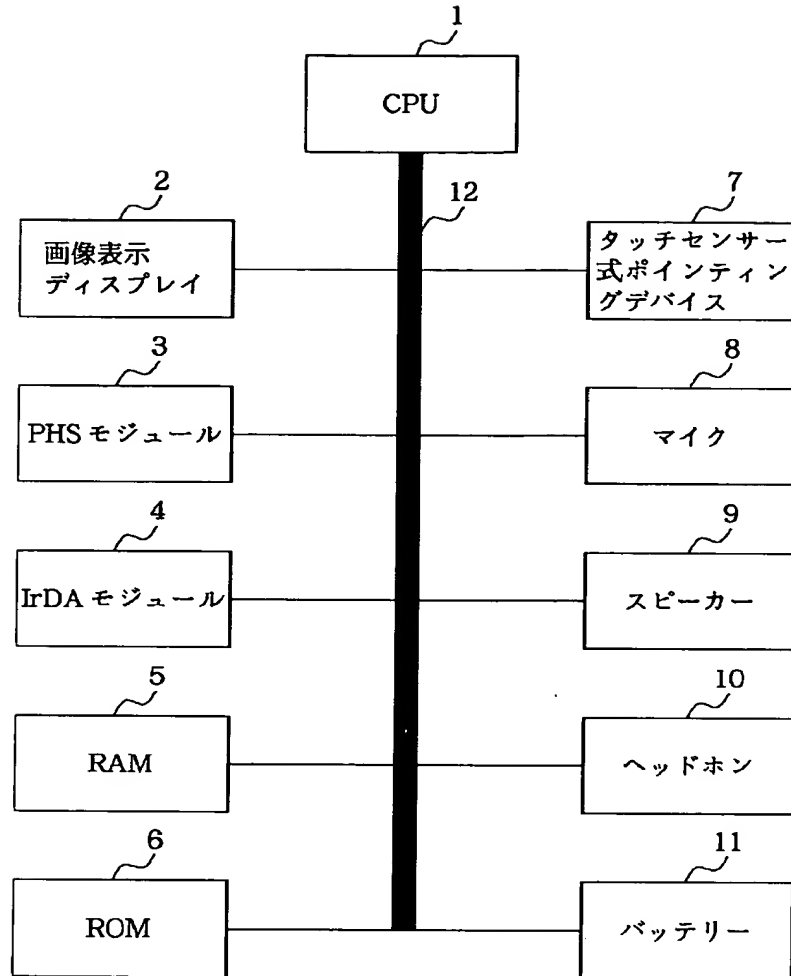 1
CPU
2
12
7
画像表示
ディスプレイ
タッチセンサー
式ポインティン
グデバイス
3
8
PHS モジュール
マイク
4
9
IrDA モジュール
スピーカー
5
10
RAM
ヘッドホン
6
11
ROM
バッテリー